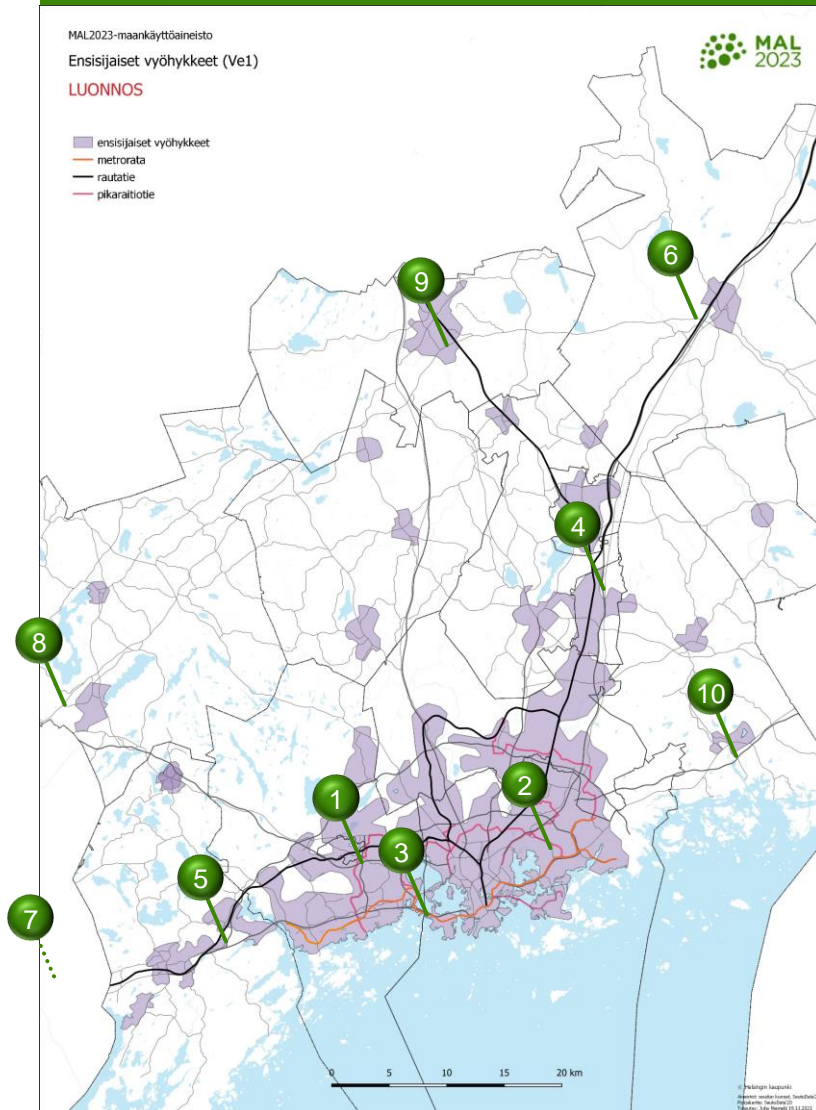 MAL2023-maankäyttöaineisto
MAL
2023
Ensisijaiset vyöhykkeet (Ve1)
LUONNOS
ensisijaiset vyöhykkeet
metrorata
rautatie
pikaraitiotie
6
9
4
8
10
1
2
3
5
7
0 5 10 15 20 km
© Helsingin kaupunki